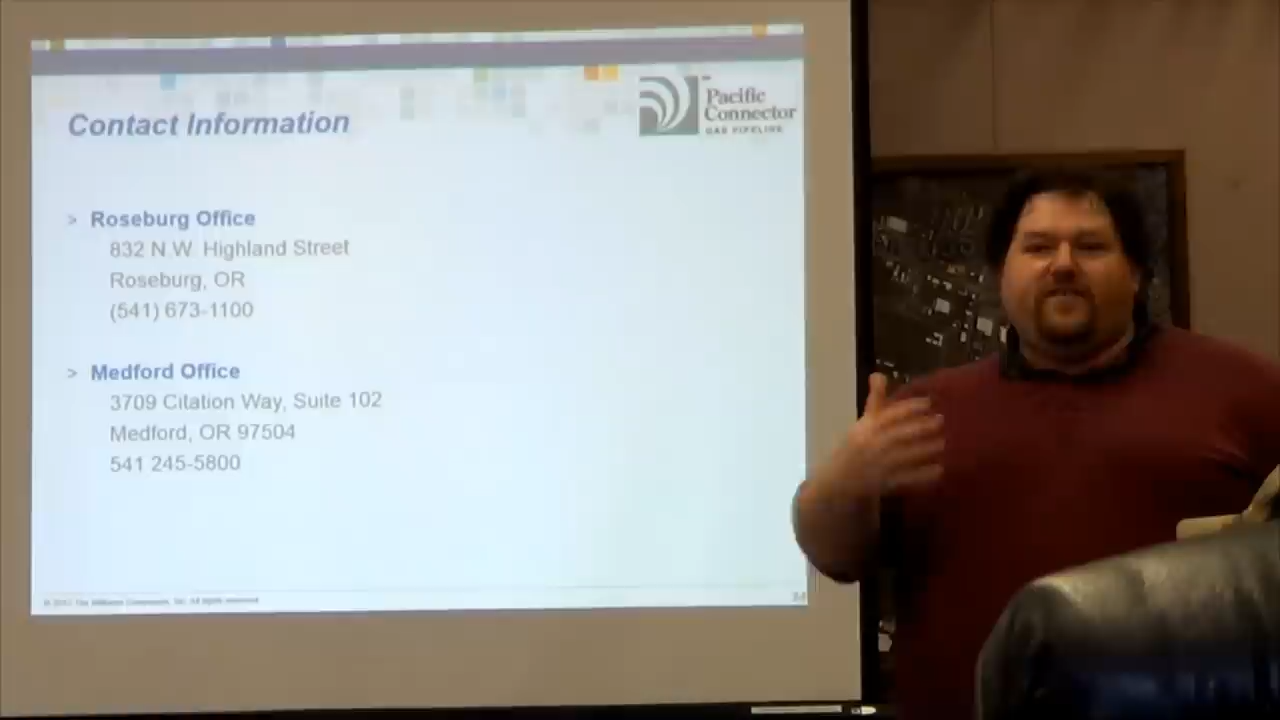 Pacific
Connector
GAS PIPELINE
Contact Information
> Roseburg Office
832 N.W. Highland Street
Roseburg, OR
(541) 673-1100
> Medford Office
3709 Citation Way, Suite 102
Medford, OR 97504
541 245-5800